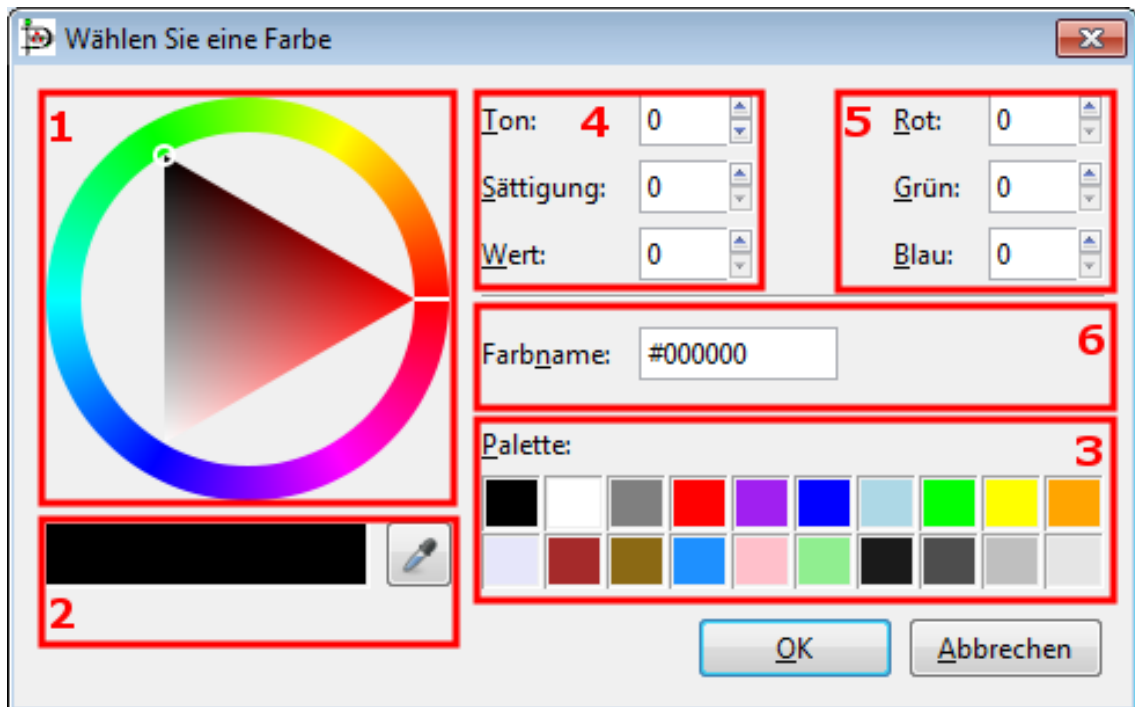 Wählen Sie eine Farbe
1
Ton: 4 0
5 Rot: 0
Sättigung: 0
Grün: 0
Wert: 0
Blau: 0
6
Farbname: #000000
Palette: 3
2
OK
Abbrechen